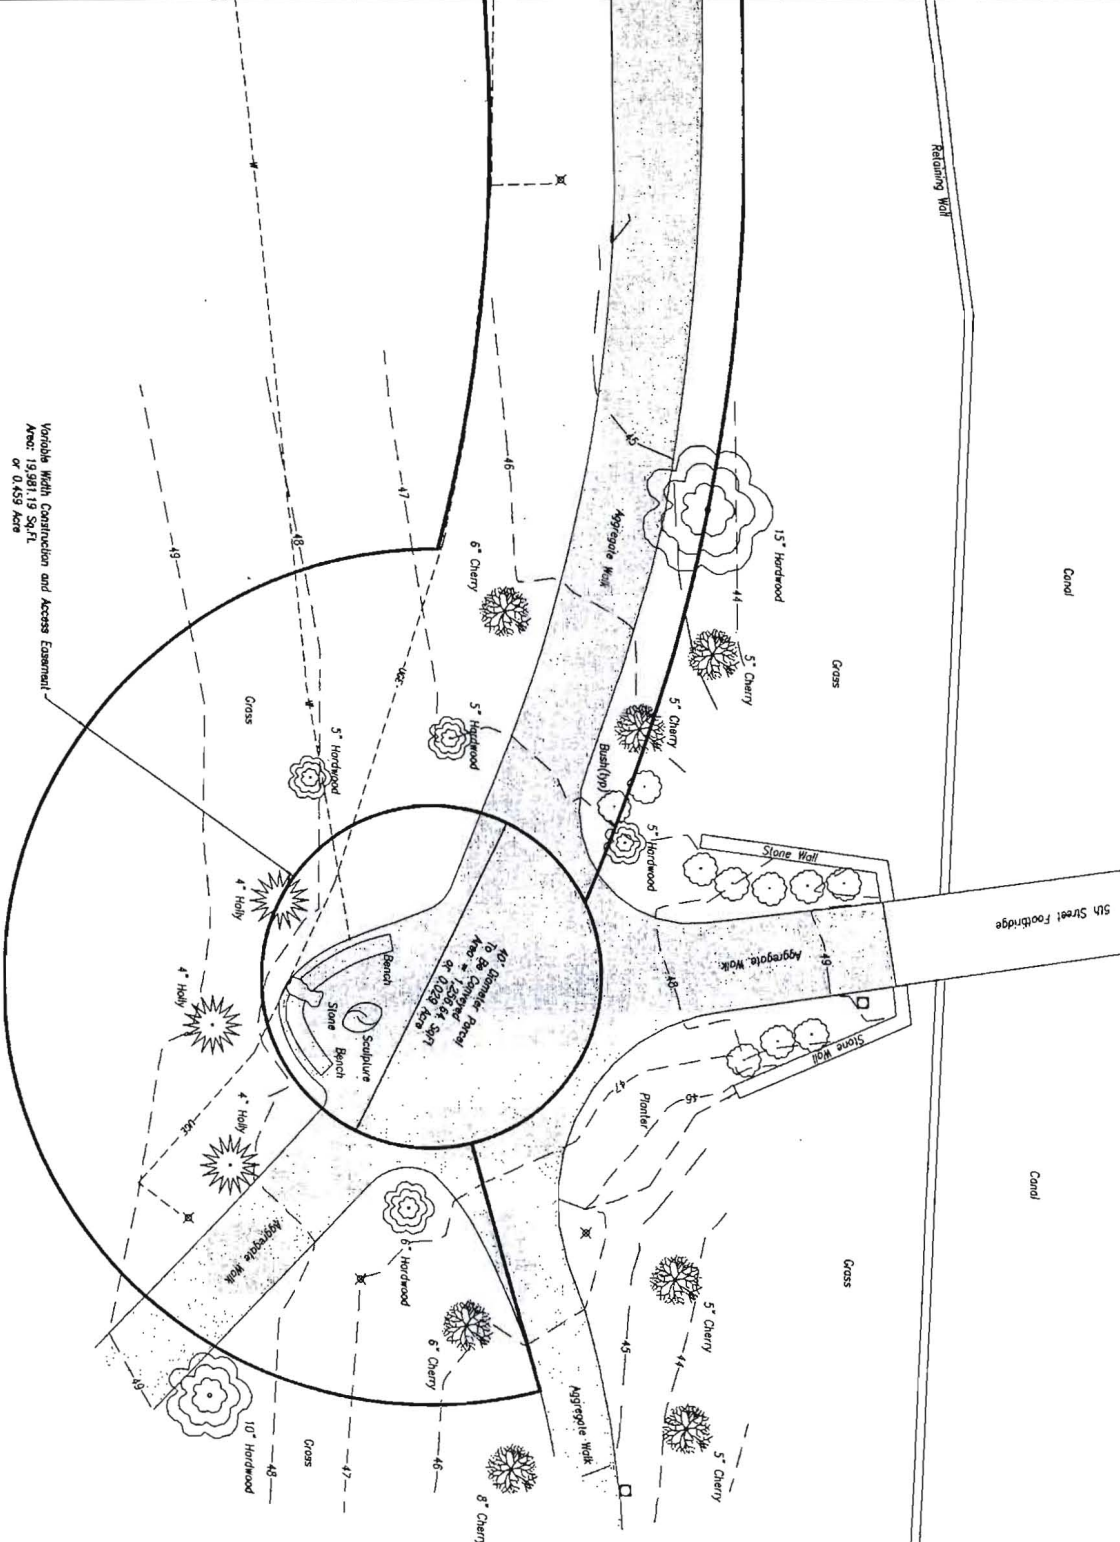 Retaining Wall
W
46
47
48
49
45
Aggregate Walk
15" Hardwood
44
Canal
Grass
6" Cherry
5" Cherry
5" Cherry
UGE
Grass
5" Hardwood
5" Hardwood
Bush(typ)
5" Hardwood
Stone Wall
5th Street Footbridge
Variable Width Construction and Access Easement
Area: 19,981.19 Sq.Ft.
or 0.459 Acre
4" Holly
40' Diameter Parcel
To Be Conveyed
Area = 1,256.64 Sq.Ft.
or 0.029 Acre
Bench
Stone
Bench
Sculpture
Aggregate Walk
49
48
Stone Wall
4" Holly
4" Holly
UGE
47
46
Planter
Canal
Grass
Aggregate Walk
6" Hardwood
6" Cherry
5" Cherry
45
44
49
10" Hardwood
Grass
48
47
46
Aggregate Walk
5" Cherry
8" Cherry